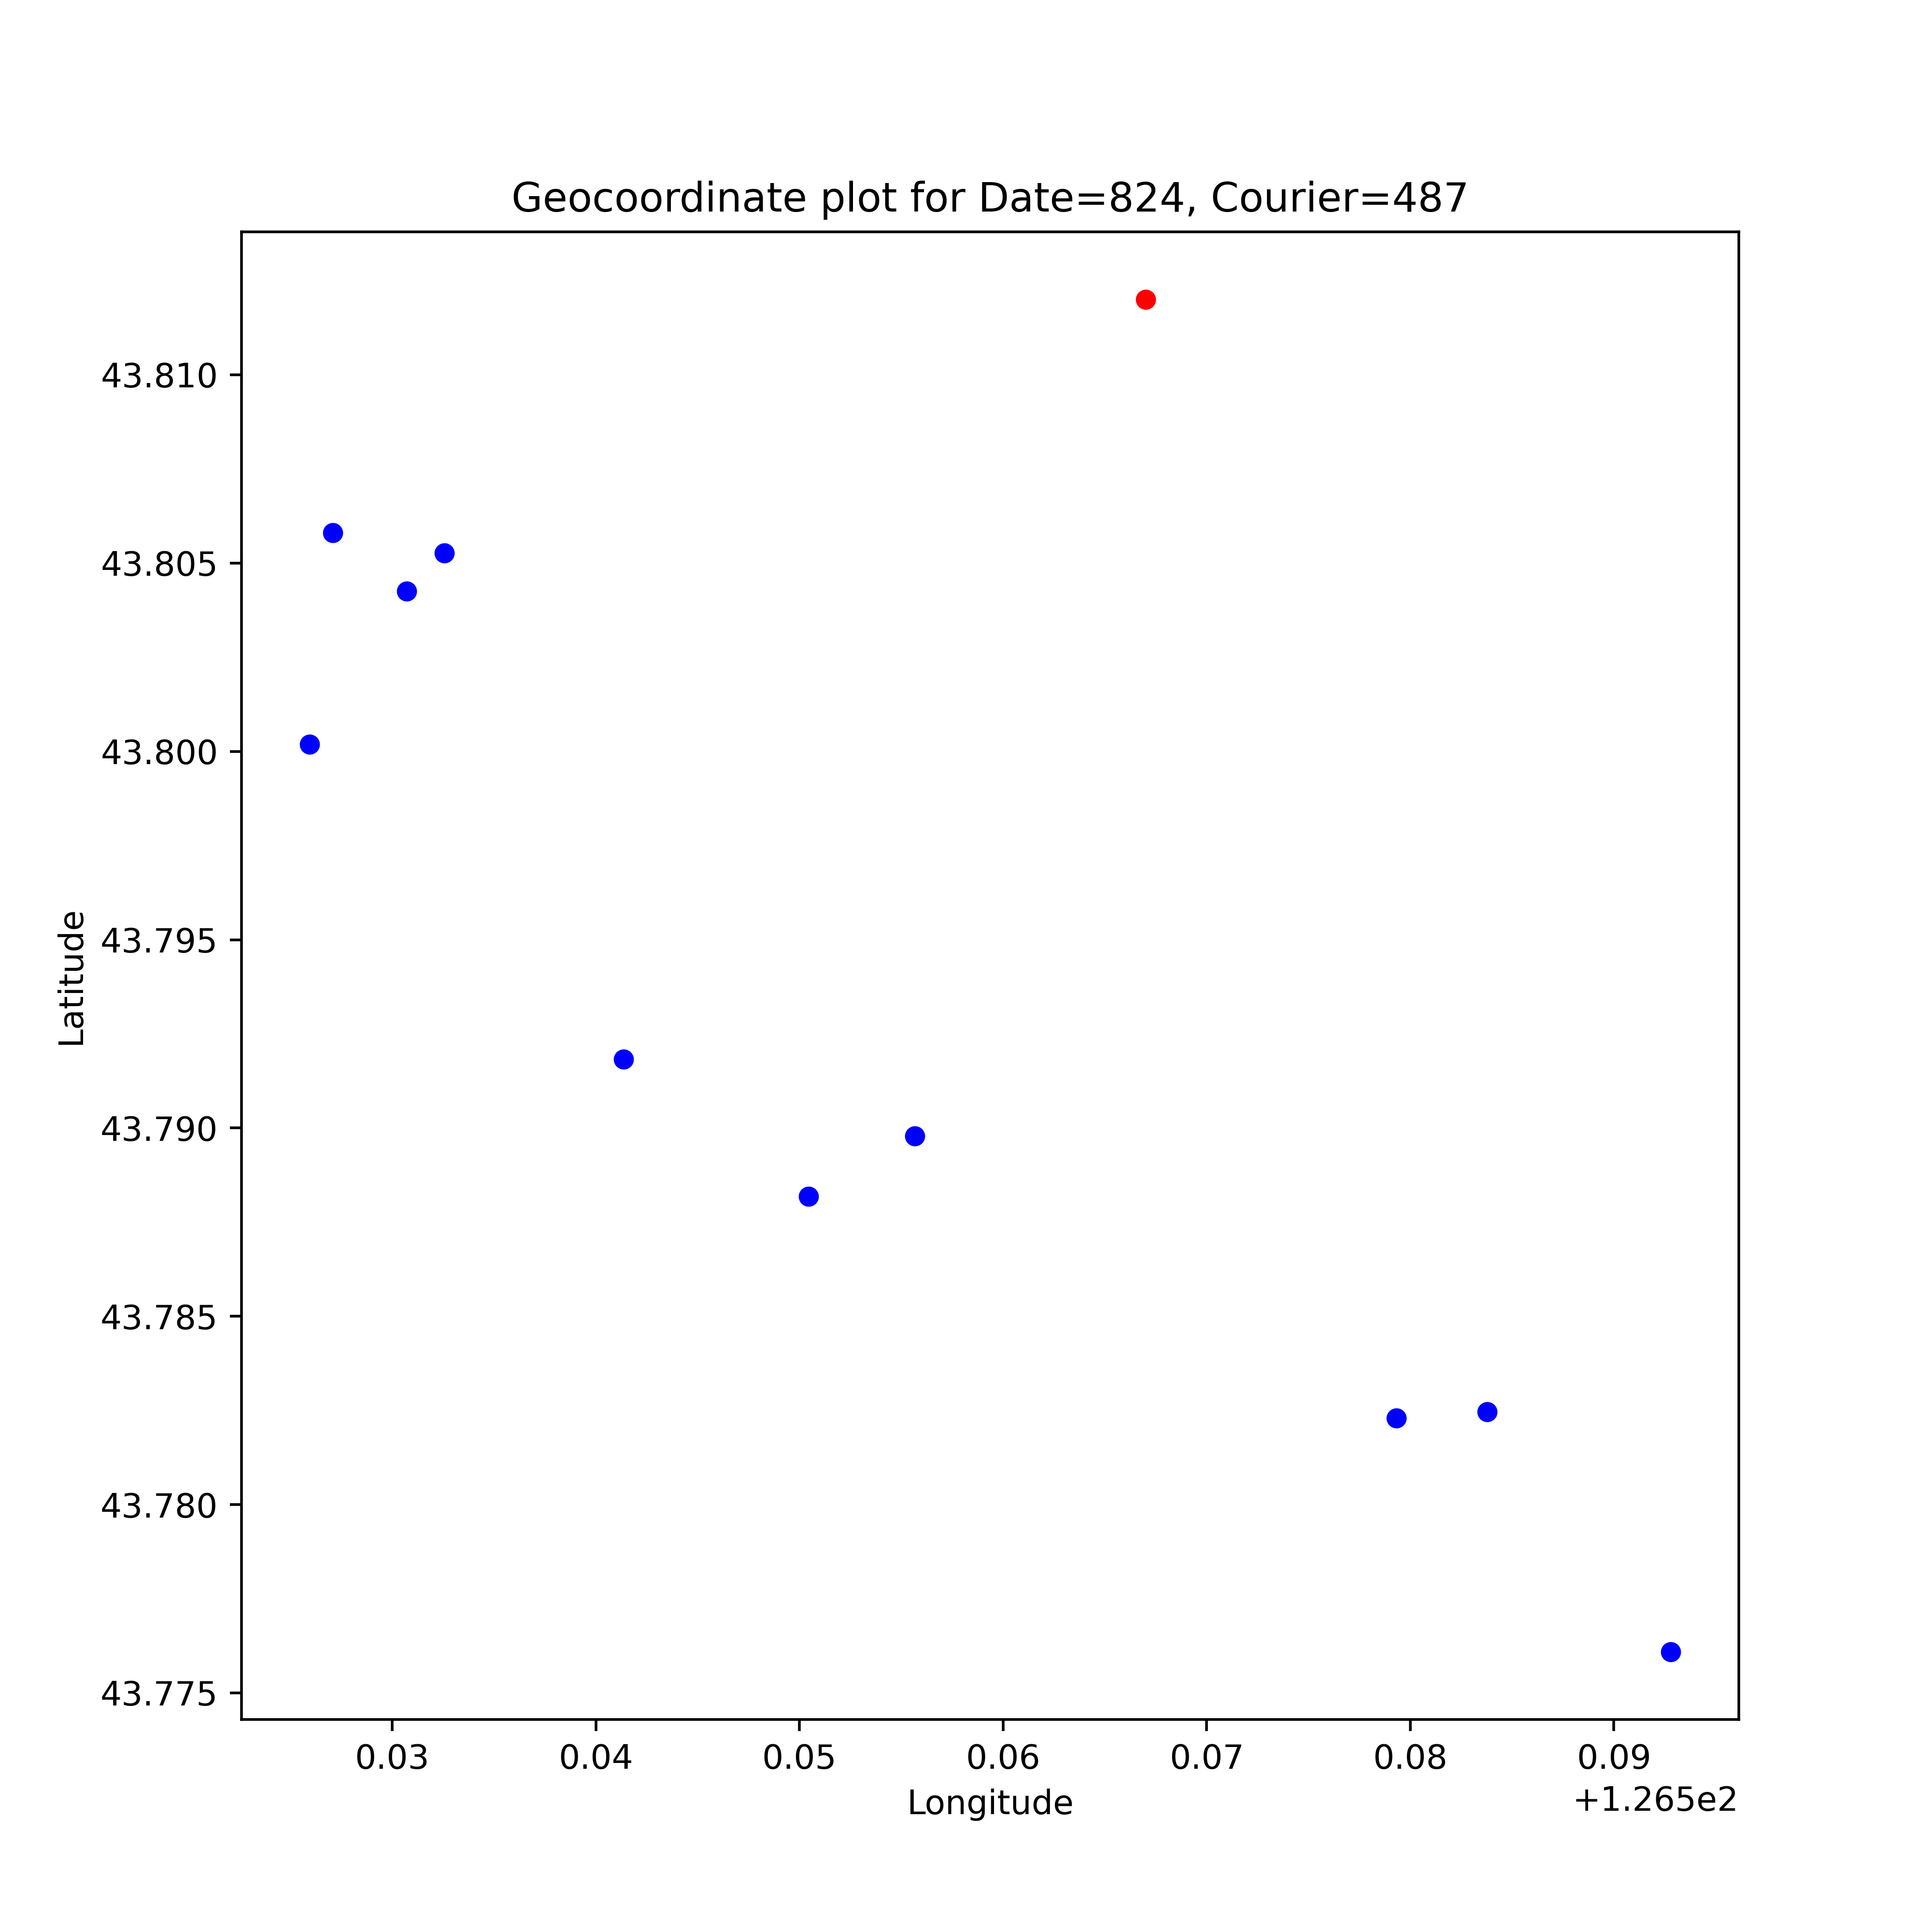 Geocoordinate plot for Date=824, Courier=487
43.810
43.805
43.800
43.795
43.790
43.785
43.780
43.775
Latitude
0.03 0.04 0.05 0.06 0.07 0.08 0.09
+1.265e2
Longitude